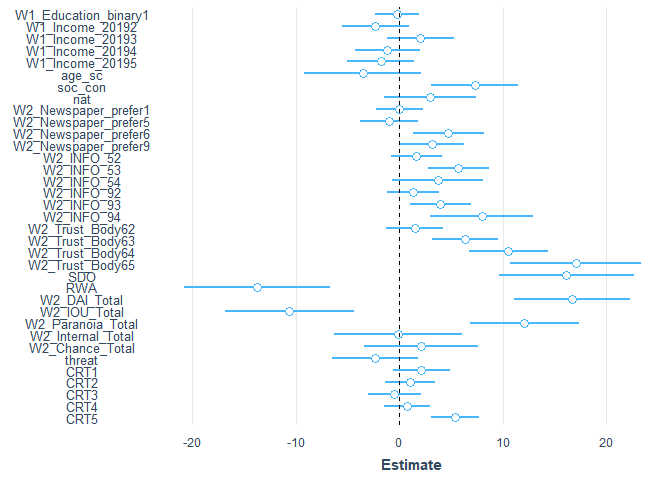 W1_Education_binary1
W1_Income_20192
W1_Income_20193
W1_Income_20194
W1_Income_20195
age_sc
soc_con
nat
W2_Newspaper_prefer1
W2_Newspaper_prefer5
W2_Newspaper_prefer6
W2_Newspaper_prefer9
W2_INFO_52
W2_INFO_53
W2_INFO_54
W2_INFO_92
W2_INFO_93
W2_INFO_94
W2_Trust_Body62
W2_Trust_Body63
W2_Trust_Body64
W2_Trust_Body65
SDO
RWA
W2_DAI_Total
W2_IOU_Total
W2_Paranoia_Total
W2_Internal_Total
W2_Chance_Total
threat
CRT1
CRT2
CRT3
CRT4
CRT5
-20 -10 0 10 20
Estimate